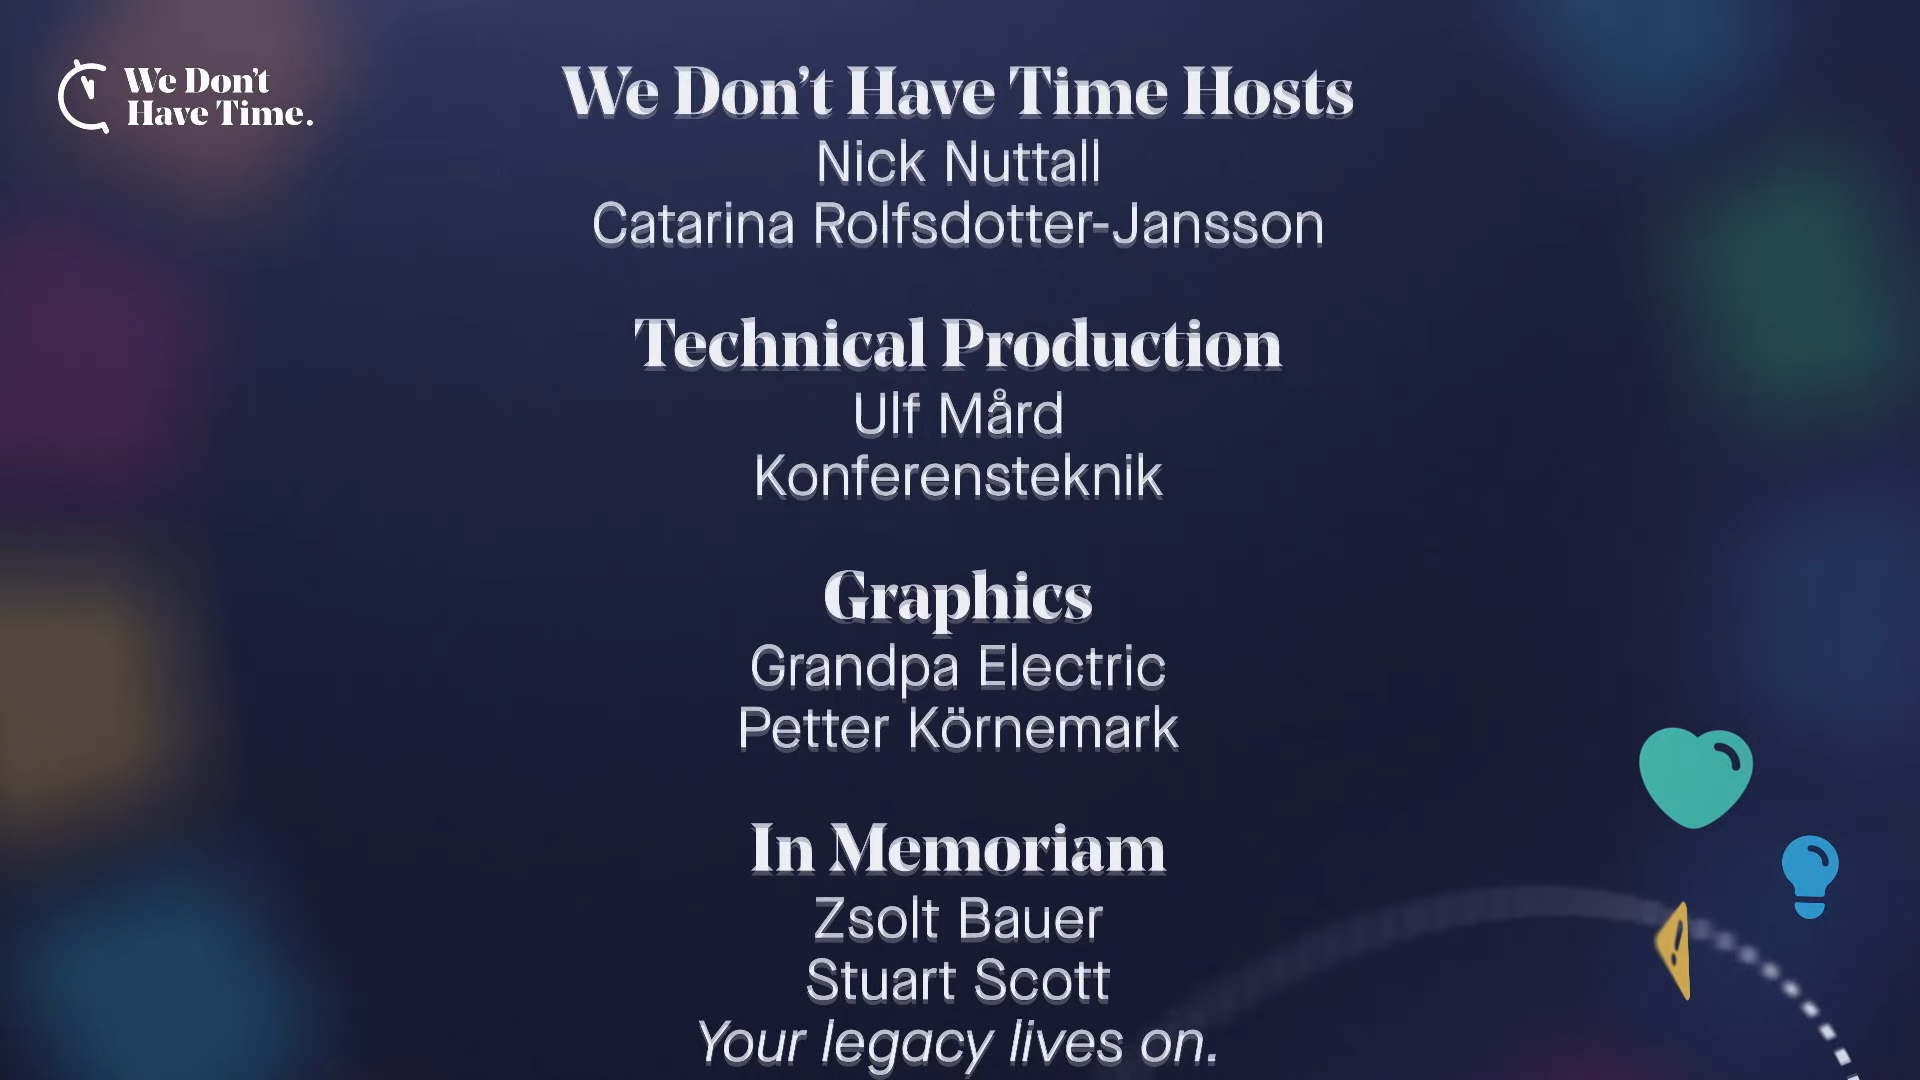 We Don't
Have Time.
We Don't Have Time Hosts
Nick Nuttall
Catarina Rolfsdotter-Jansson
Technical Production
Ulf Mård
Konferensteknik
Graphics
Grandpa Electric
Petter Körnemark
In Memoriam
Zsolt Bauer
Stuart Scott
Your legacy lives on.